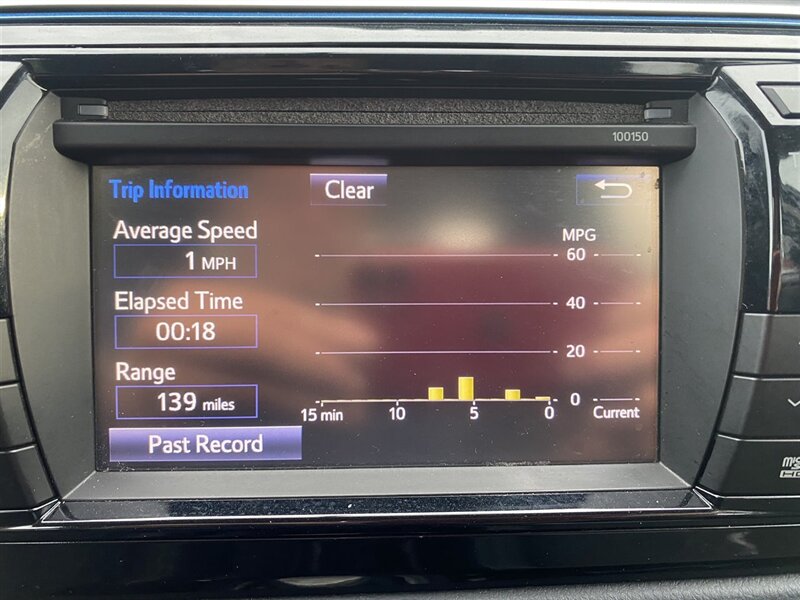 100150
Trip Information
Clear
Average Speed
1 MPH
Elapsed Time
00:18
Range
139 miles
Past Record
MPG
60
40
20
0
15 min 10 5 0 Current